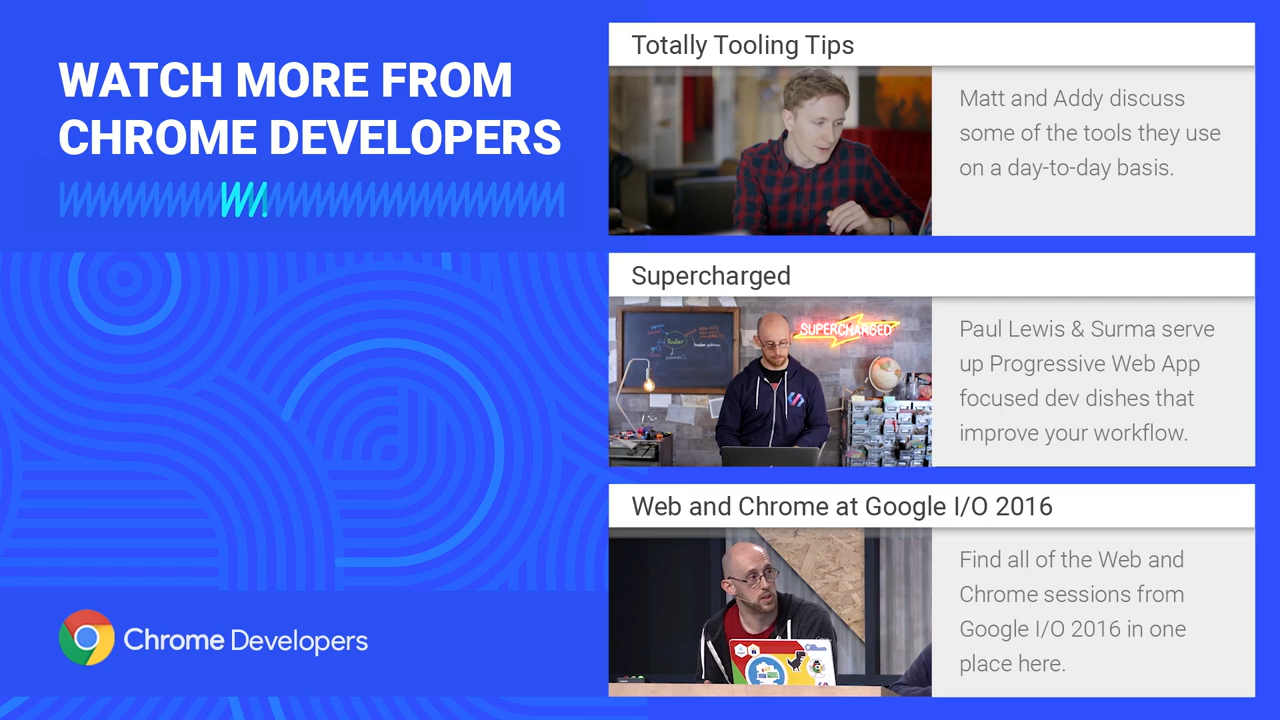 WATCH MORE FROM
CHROME DEVELOPERS
Chrome Developers
Totally Tooling Tips
Matt and Addy discuss
some of the tools they use
on a day-to-day basis.
Supercharged
SUPERCHARGED
Router
Paul Lewis & Surma serve
up Progressive Web App
focused dev dishes that
improve your workflow.
Web and Chrome at Google I/O 2016
Find all of the Web and
Chrome sessions from
Google I/O 2016 in one
place here.